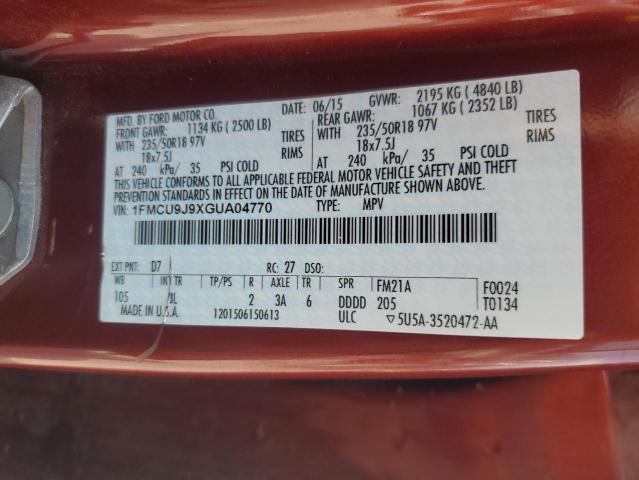 MFD. BY FORD MOTOR CO. DATE: 06/15 GVWR: 2195 KG ( 4840 LB)
FRONT GAWR: 1134 KG ( 2500 LB) REAR GAWR: 1067 KG ( 2352 LB)
WITH 235/50R18 97V TIRES WITH 235/50R18 97V TIRES
18x7.5J RIMS 18x7.5J RIMS
AT 240 kPa/ 35 PSI COLD AT 240 kPa/ 35 PSI COLD
THIS VEHICLE CONFORMS TO ALL APPLICABLE FEDERAL MOTOR VEHICLE SAFETY AND THEFT
PREVENTION STANDARDS IN EFFECT ON THE DATE OF MANUFACTURE SHOWN ABOVE.
VIN: 1FMCU9J9XGUA04770 TYPE: MPV
EXT PNT: D7 RC: 27 DSO:
WB INT TR TP/PS R AXLE TR SPR FM21A F0024
105 2 3A 6 DDDD 205 T0134
MADE IN U.S.A. 1201506150613 ULC ▽5U5A-3520472-AA